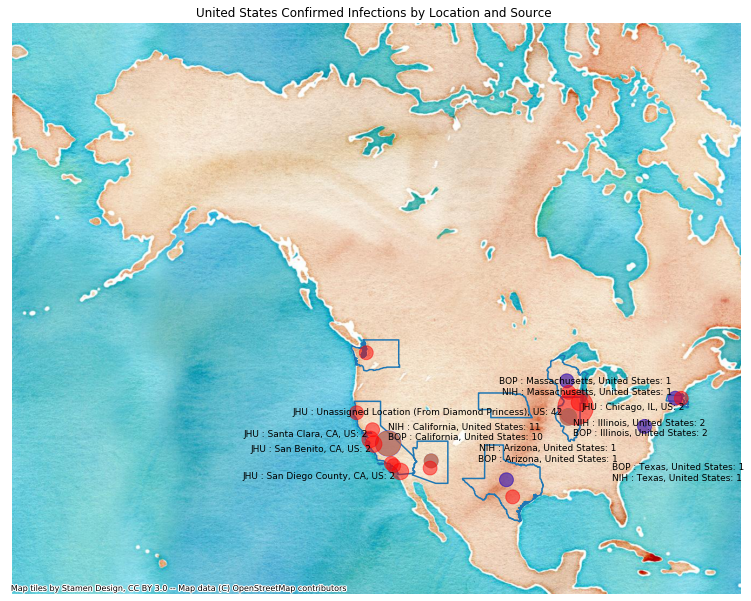 United States Confirmed Infections by Location and Source
BOP : Massachusetts, United States: 1
NIH : Massachusetts, United States: 1
JHU : Chicago, IL, US: 2
JHU : Unassigned Location (From Diamond Princess), US: 42
NIH : Illinois, United States: 2
NIH : California, United States: 11
BOP : Illinois, United States: 2
JHU : Santa Clara, CA, US: 2
BOP : California, United States: 10
JHU : San Benito, CA, US: 2
NIH : Arizona, United States: 1
BOP : Arizona, United States: 1
BOP : Texas, United States: 1
JHU : San Diego County, CA, US: 2
NIH : Texas, United States: 1
Map tiles by Stamen Design, CC BY 3.0 -- Map data (C) OpenStreetMap contributors